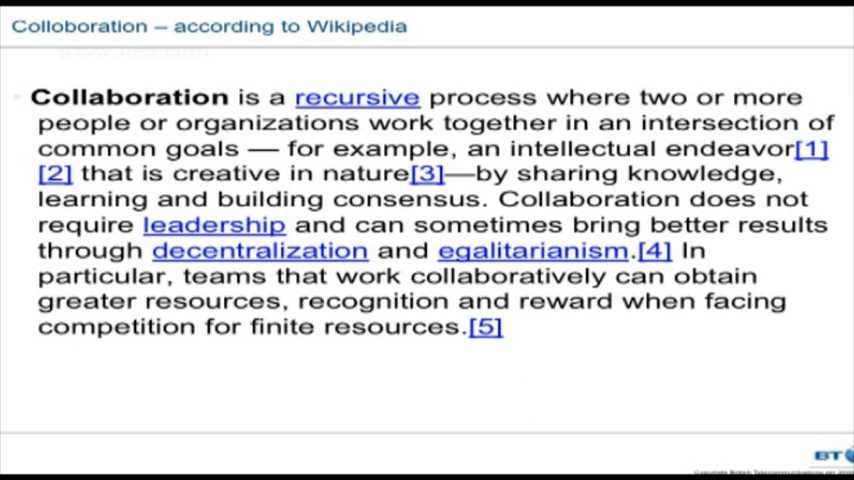 Colloboration – according to Wikipedia
Collaboration is a recursive process where two or more
people or organizations work together in an intersection of
common goals — for example, an intellectual endeavor[1]
[2] that is creative in nature[3]—by sharing knowledge,
learning and building consensus. Collaboration does not
require leadership and can sometimes bring better results
through decentralization and egalitarianism.[4] In
particular, teams that work collaboratively can obtain
greater resources, recognition and reward when facing
competition for finite resources.[5]
BT
Copyright British Telecommunications plc